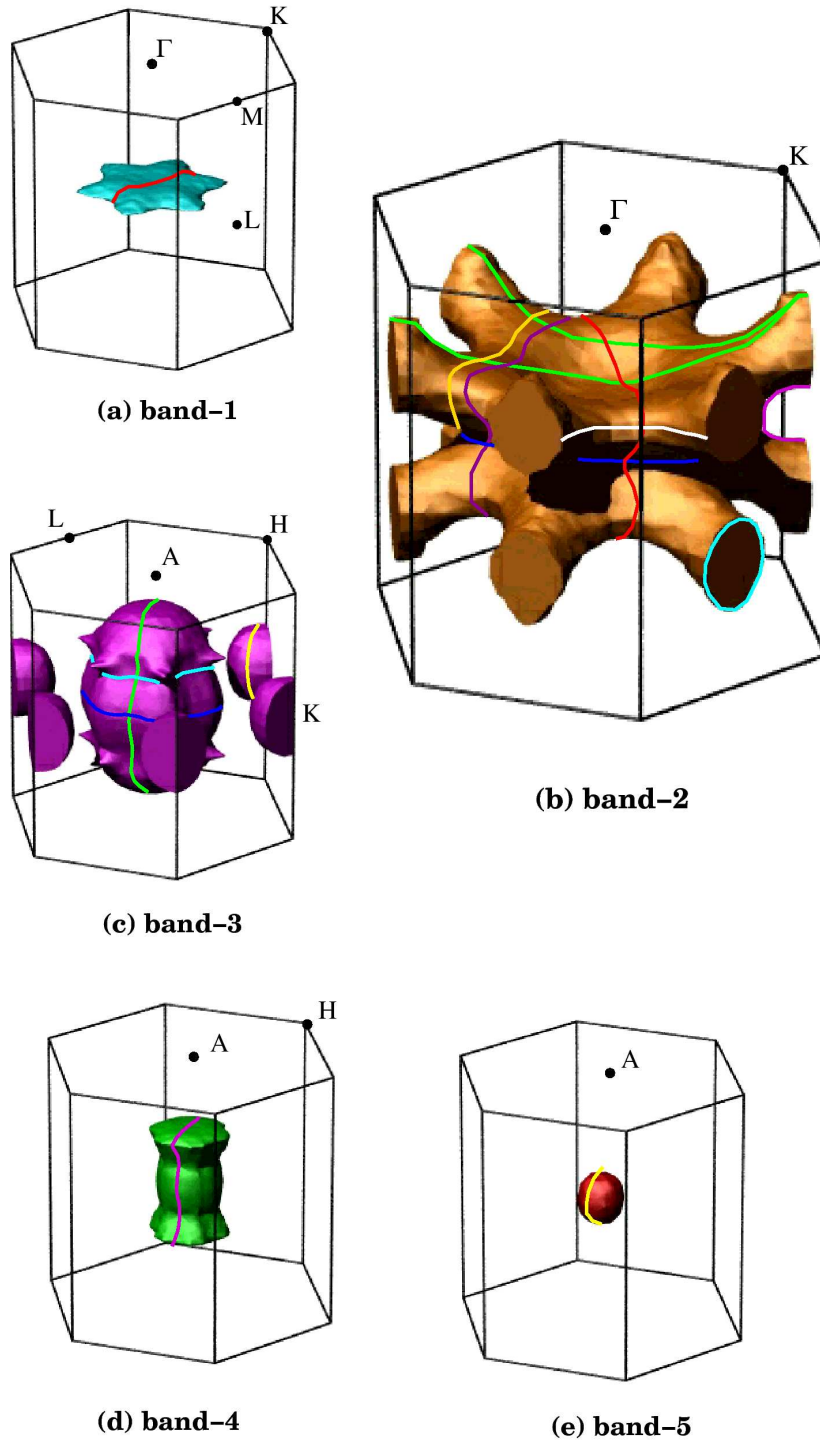 K
Γ
M
L
(a) band–1
K
Γ
(b) band–2
L
H
A
K
(c) band–3
H
A
(d) band–4
A
(e) band–5